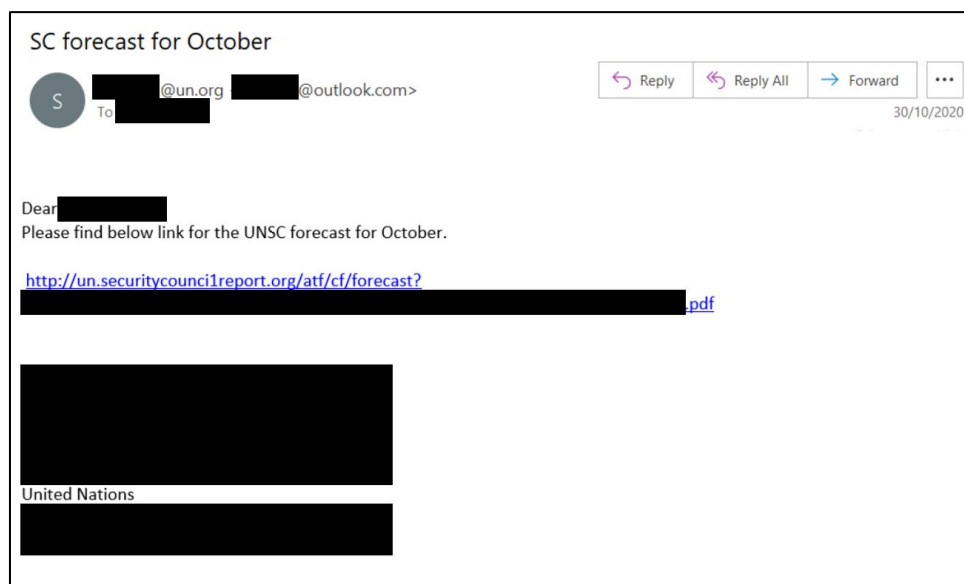 SC forecast for October
S
@un.org @outlook.com>
To
Reply
Reply All
Forward
30/10/2020
Dear
Please find below link for the UNSC forecast for October.
http://un.securitycounci1report.org/atf/cf/forecast?
.pdf
United Nations